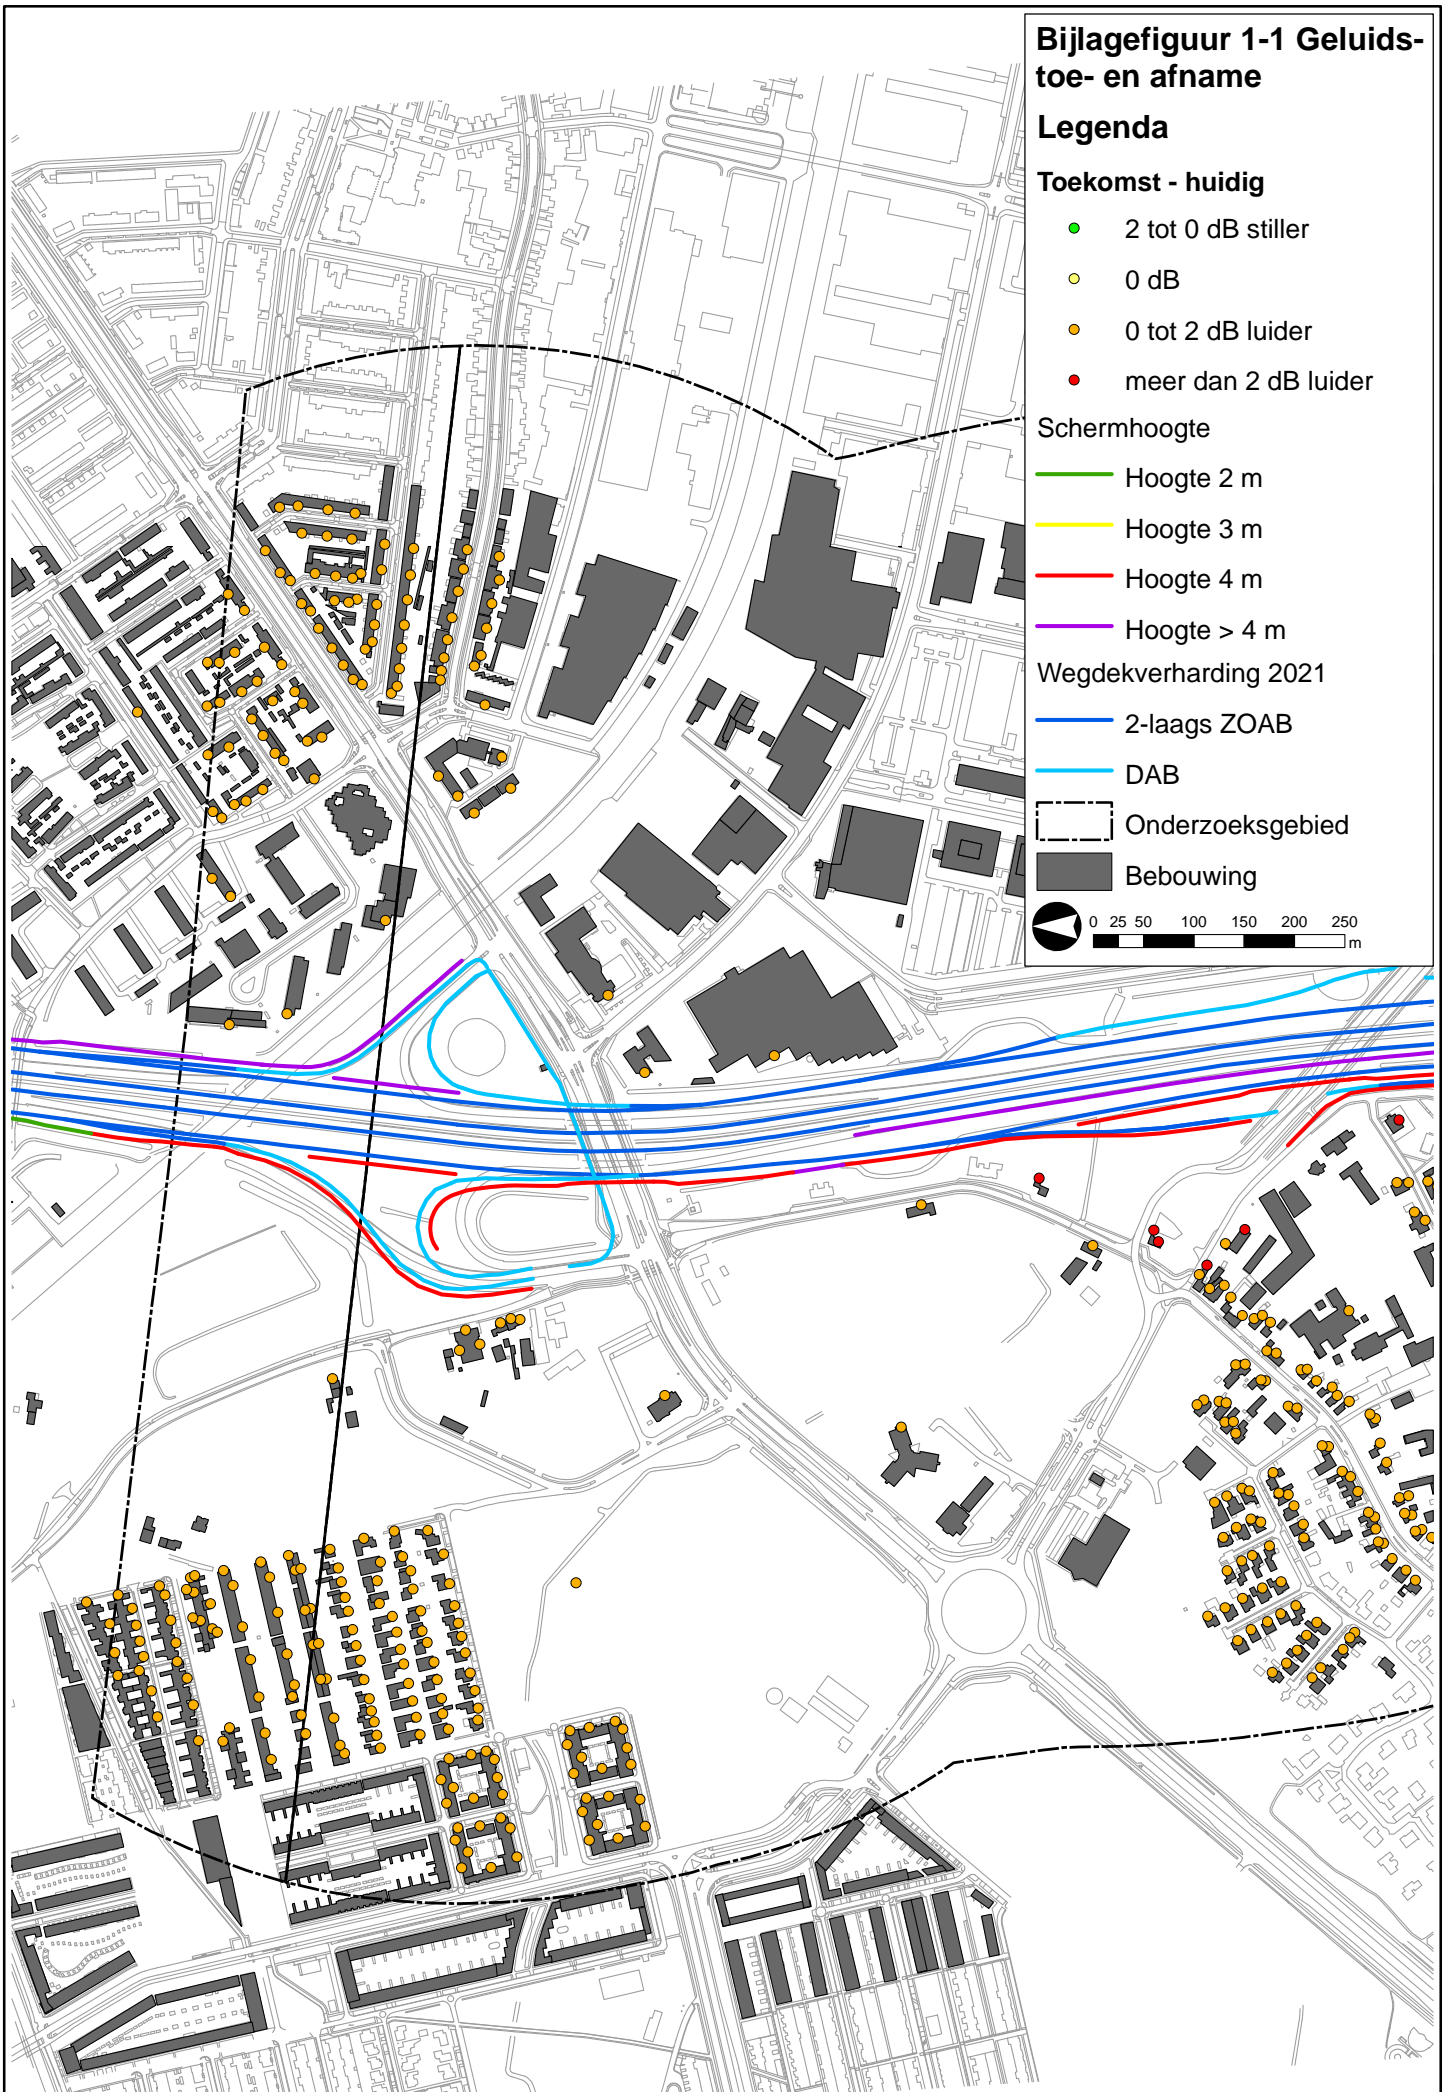 Bijlagefiguur 1-1 Geluids-
toe- en afname
Legenda
Toekomst - huidig
2 tot 0 dB stiller
0 dB
0 tot 2 dB luider
meer dan 2 dB luider
Schermhoogte
Hoogte 2 m
Hoogte 3 m
Hoogte 4 m
Hoogte > 4 m
Wegdekverharding 2021
2-laags ZOAB
DAB
Onderzoeksgebied
Bebouwing
0 25 50 100 150 200 250
m